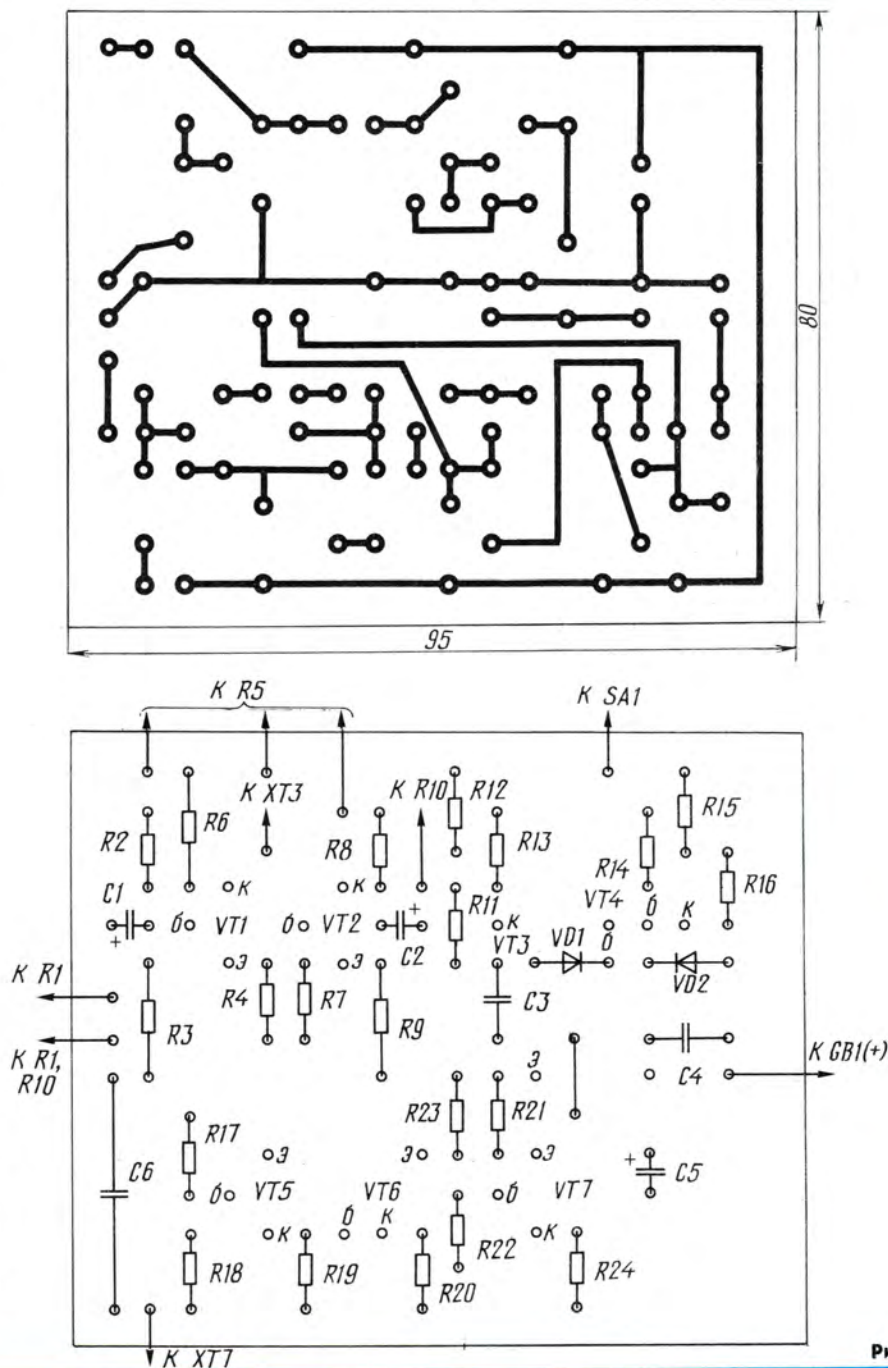 80
95
К R5
К SA1
К XT3
К R10
R12
R15
R2
R6
R8
R13
R14
R16
C1
К
К
R11
VT4
+
б
VT1
б
VT2
+
C2
К
VT3
VD1
б
б
К
Э
Э
VD2
К R1
R4
R7
C3
R3
R9
К R1,
R10
Э
C4
К GB1(+)
R23
R21
R17
Э
Э
Э
+
C5
C6
б
VT5
VT6
б
VT7
б
К
К
R22
К
R18
R19
R20
R24
К XT7